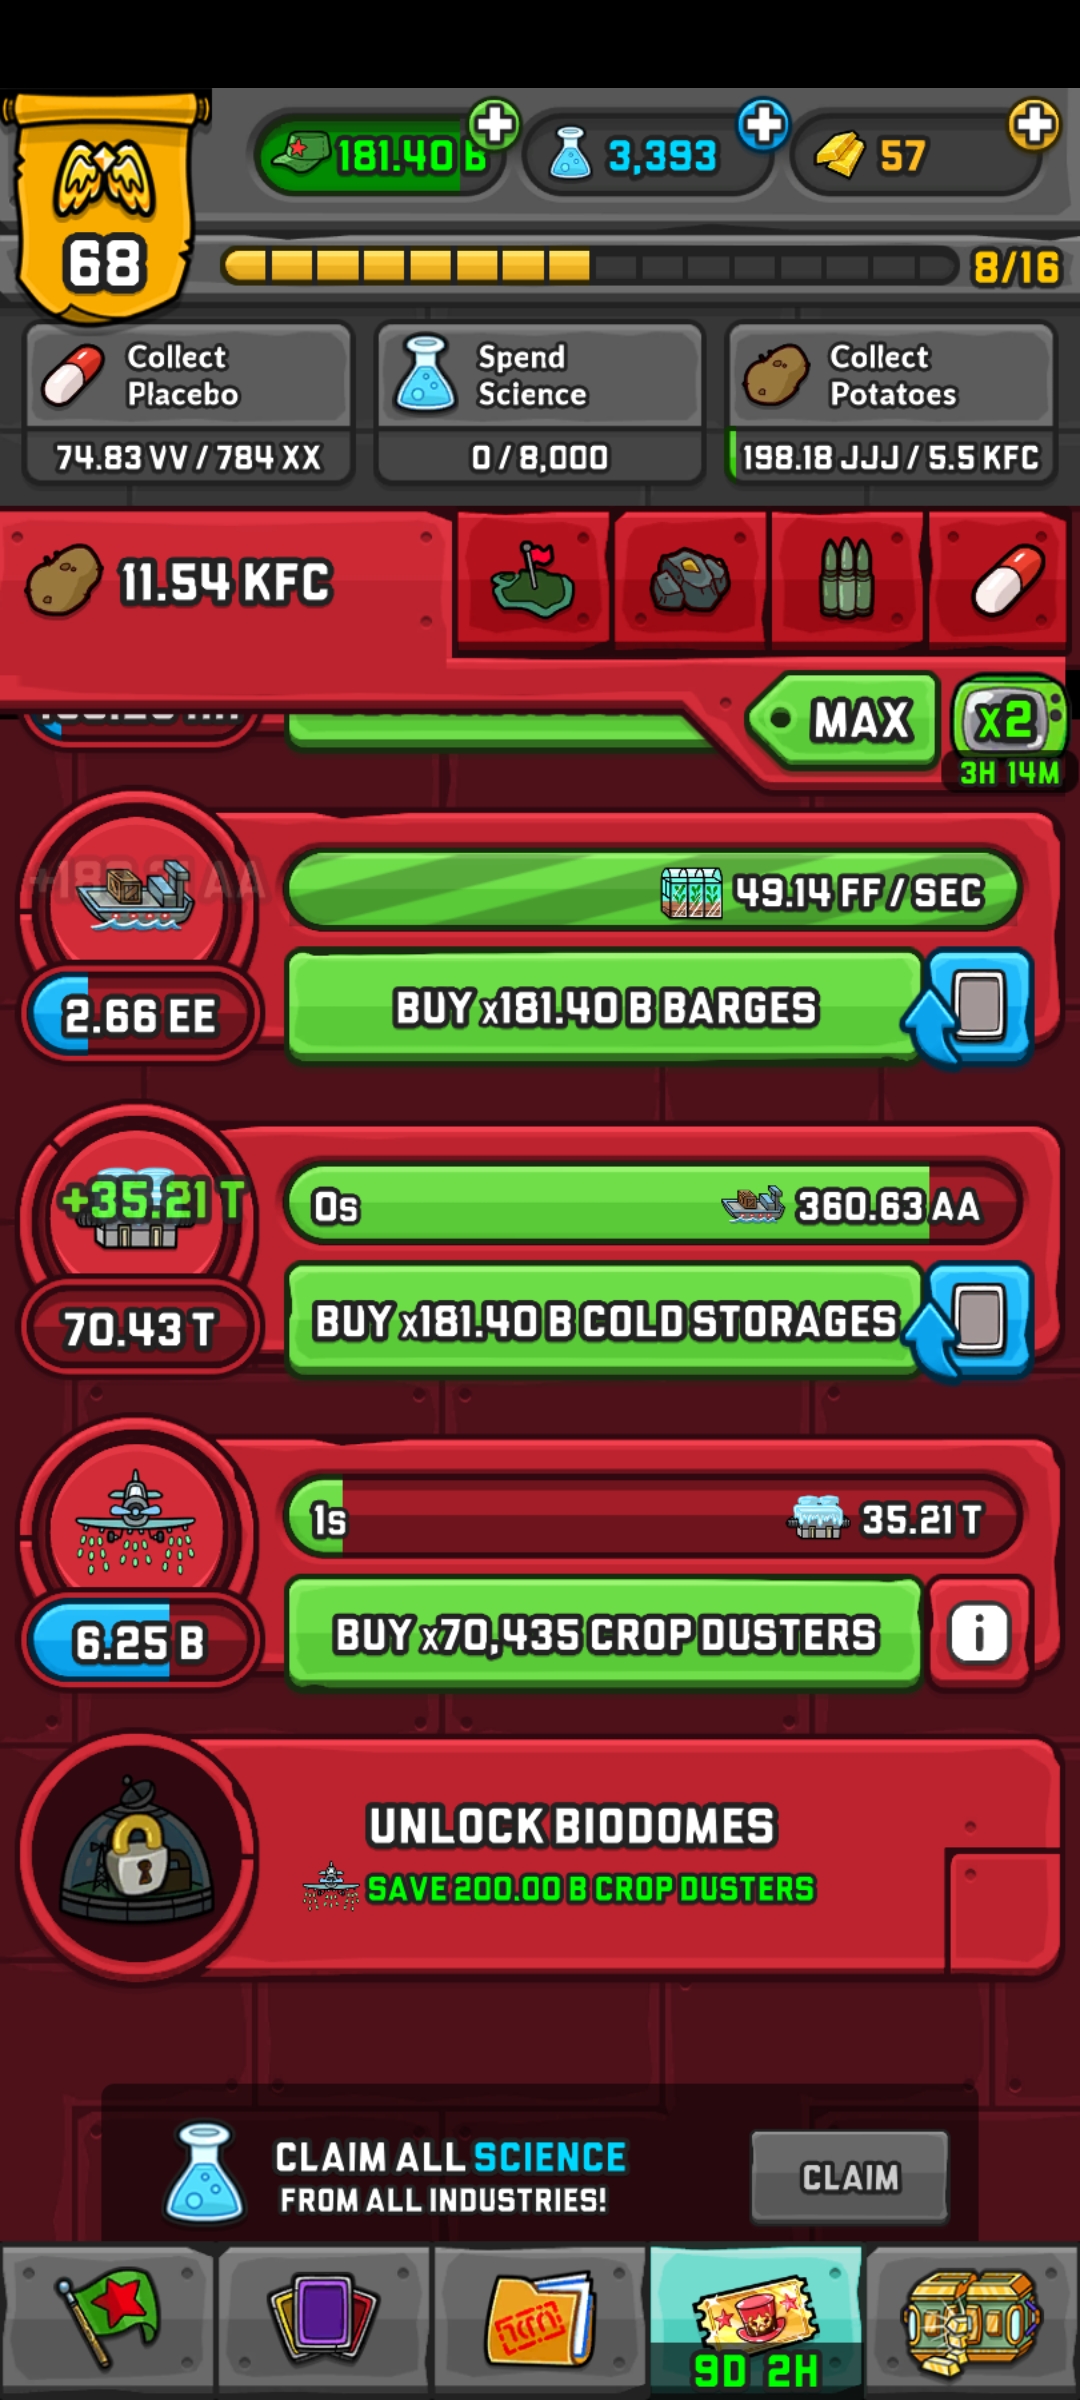 181.40 B
3,393
57
68
8/16
Collect
Placebo
74.83 VV / 784 XX
Spend
Science
0 / 8,000
Collect
Potatoes
198.18 JJJ / 5.5 KFC
11.54 KFC
MAX
x2
3H 14M
49.14 FF / SEC
2.66 EE
BUY x181.40 B BARGES
+35.21 T
0s
360.63 AA
70.43 T
BUY x181.40 B COLD STORAGES
1s
35.21 T
6.25 B
BUY x70,435 CROP DUSTERS
i
UNLOCK BIODOMES
SAVE 200.00 B CROP DUSTERS
CLAIM ALL SCIENCE
FROM ALL INDUSTRIES!
CLAIM
9D 2H